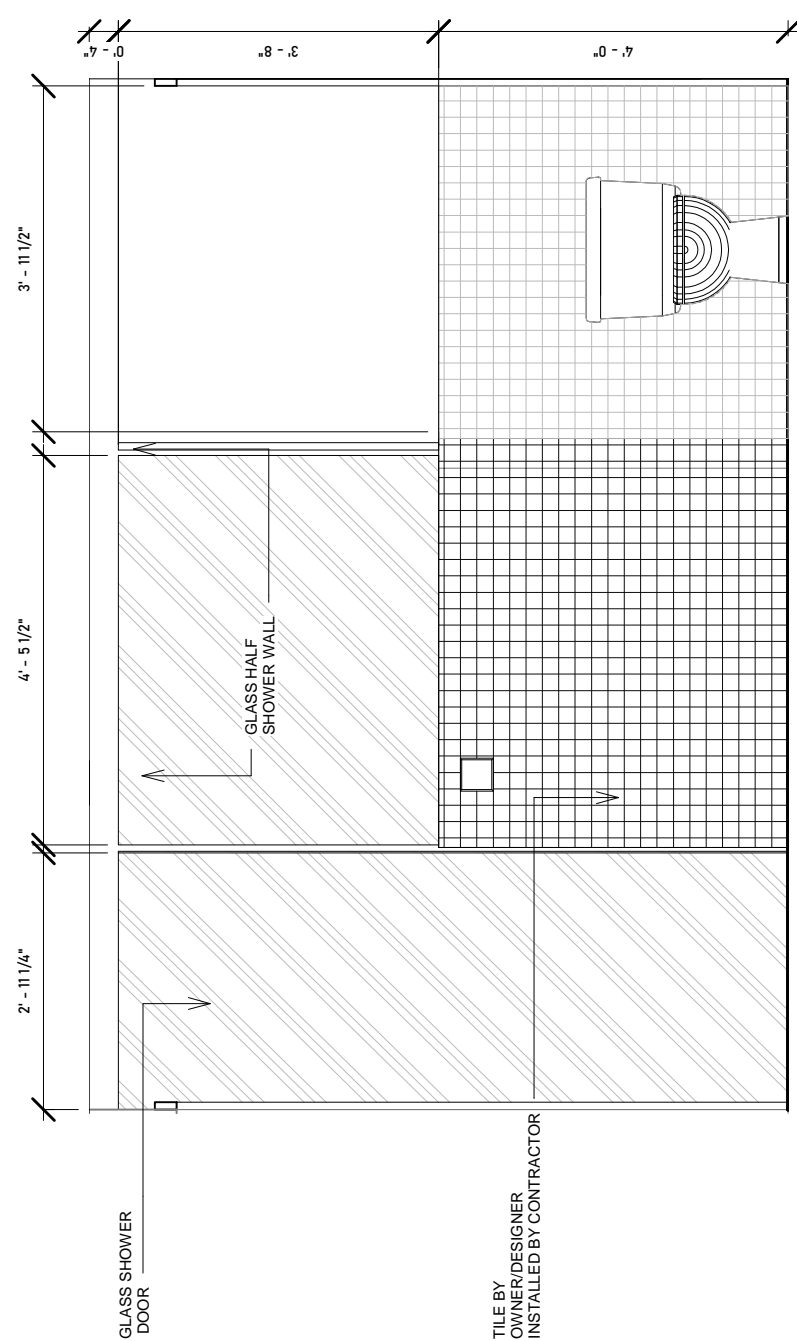 0' - 4"
3' - 8"
4' - 0"
2' - 11 1/4"
4' - 5 1/2"
3' - 11 1/2"
GLASS SHOWER
DOOR
GLASS HALF
SHOWER WALL
TILE BY
OWNER/DESIGNER
INSTALLED BY CONTRACTOR